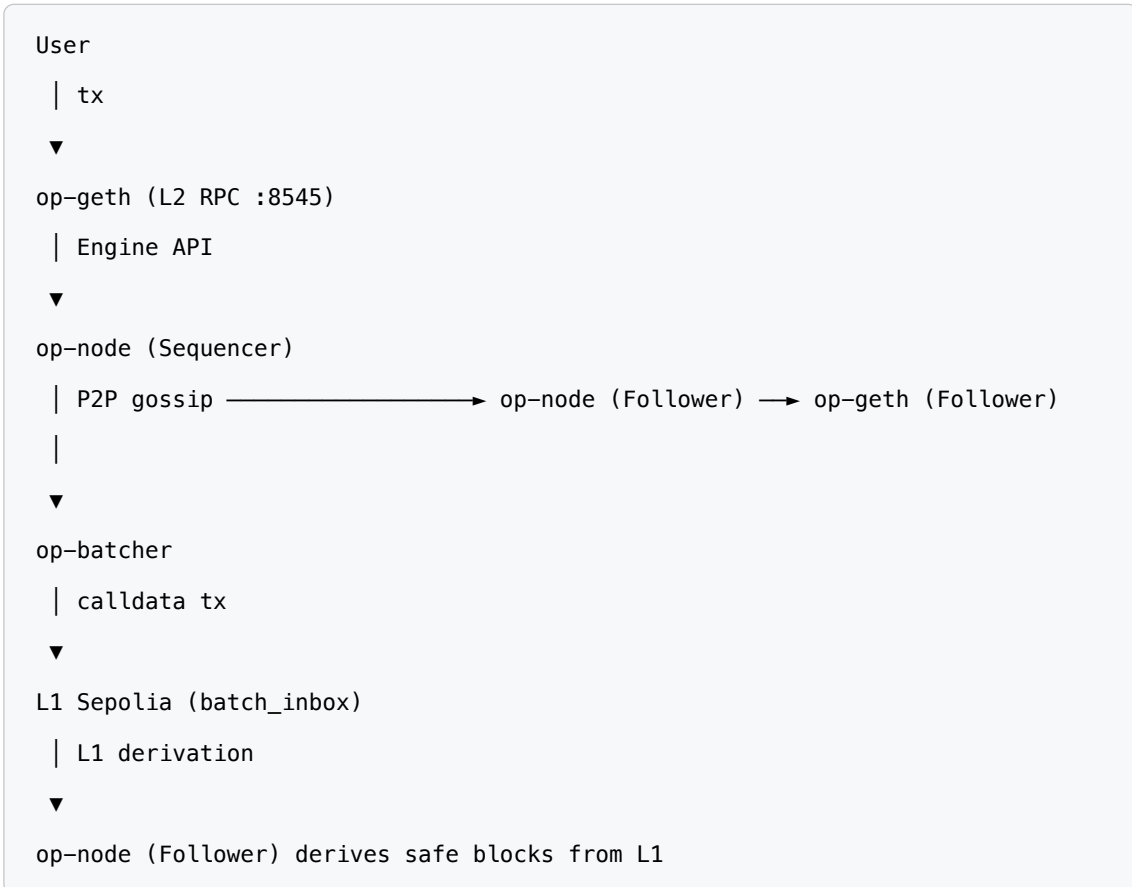 User
│ tx
▼
op-geth (L2 RPC :8545)
│ Engine API
▼
op-node (Sequencer)
│ P2P gossip ──────────────────► op-node (Follower) ──► op-geth (Follower)
│
▼
op-batcher
│ calldata tx
▼
L1 Sepolia (batch_inbox)
│ L1 derivation
▼
op-node (Follower) derives safe blocks from L1